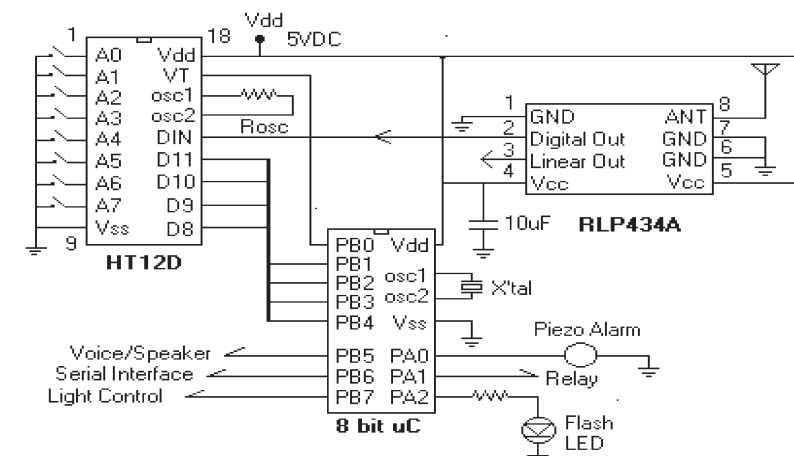 Vdd
5VDC
1
18
A0 Vdd
A1 VT
A2 osc1
A3 osc2
A4 DIN
A5 D11
A6 D10
A7 D9
Vss D8
9
HT12D
Rosc
1
GND
2
Digital Out
3
Linear Out
4
Vcc
ANT 8
GND 7
GND 6
Vcc 5
RLP434A
10uF
PB0 Vdd
PB1
PB2 osc1
PB3 osc2
PB4 Vss
PB5 PA0
PB6 PA1
PB7 PA2
8 bit uC
X'tal
Voice/Speaker
Serial Interface
Light Control
Piezo Alarm
Relay
Flash
LED